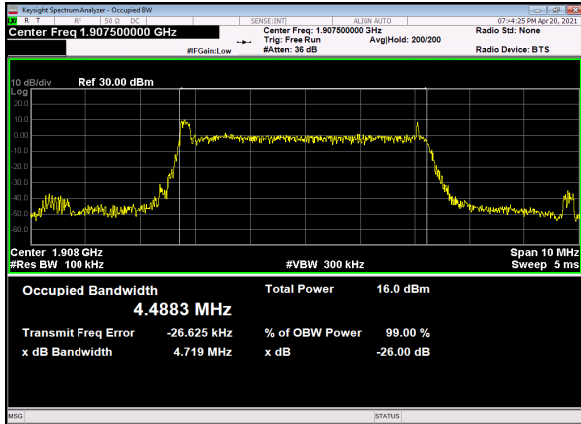 Keysight Spectrum Analyzer - Occupied BW
R T RF 50 Ω DC SENSE:INT ALIGN AUTO 07:44:25 PM Apr 20, 2021
Center Freq 1.907500000 GHz Center Freq: 1.907500000 GHz Radio Std: None
Trig: Free Run Avg|Hold: 200/200
#IFGain:Low #Atten: 36 dB Radio Device: BTS
10 dB/div Ref 30.00 dBm
Log
20.0
10.0
0.00
-10.0
-20.0
-30.0
-40.0
-50.0
-60.0
Center 1.908 GHz Span 10 MHz
#Res BW 100 kHz #VBW 300 kHz Sweep 5 ms
Occupied Bandwidth Total Power 16.0 dBm
4.4883 MHz
Transmit Freq Error -26.625 kHz % of OBW Power 99.00 %
x dB Bandwidth 4.719 MHz x dB -26.00 dB
MSG STATUS